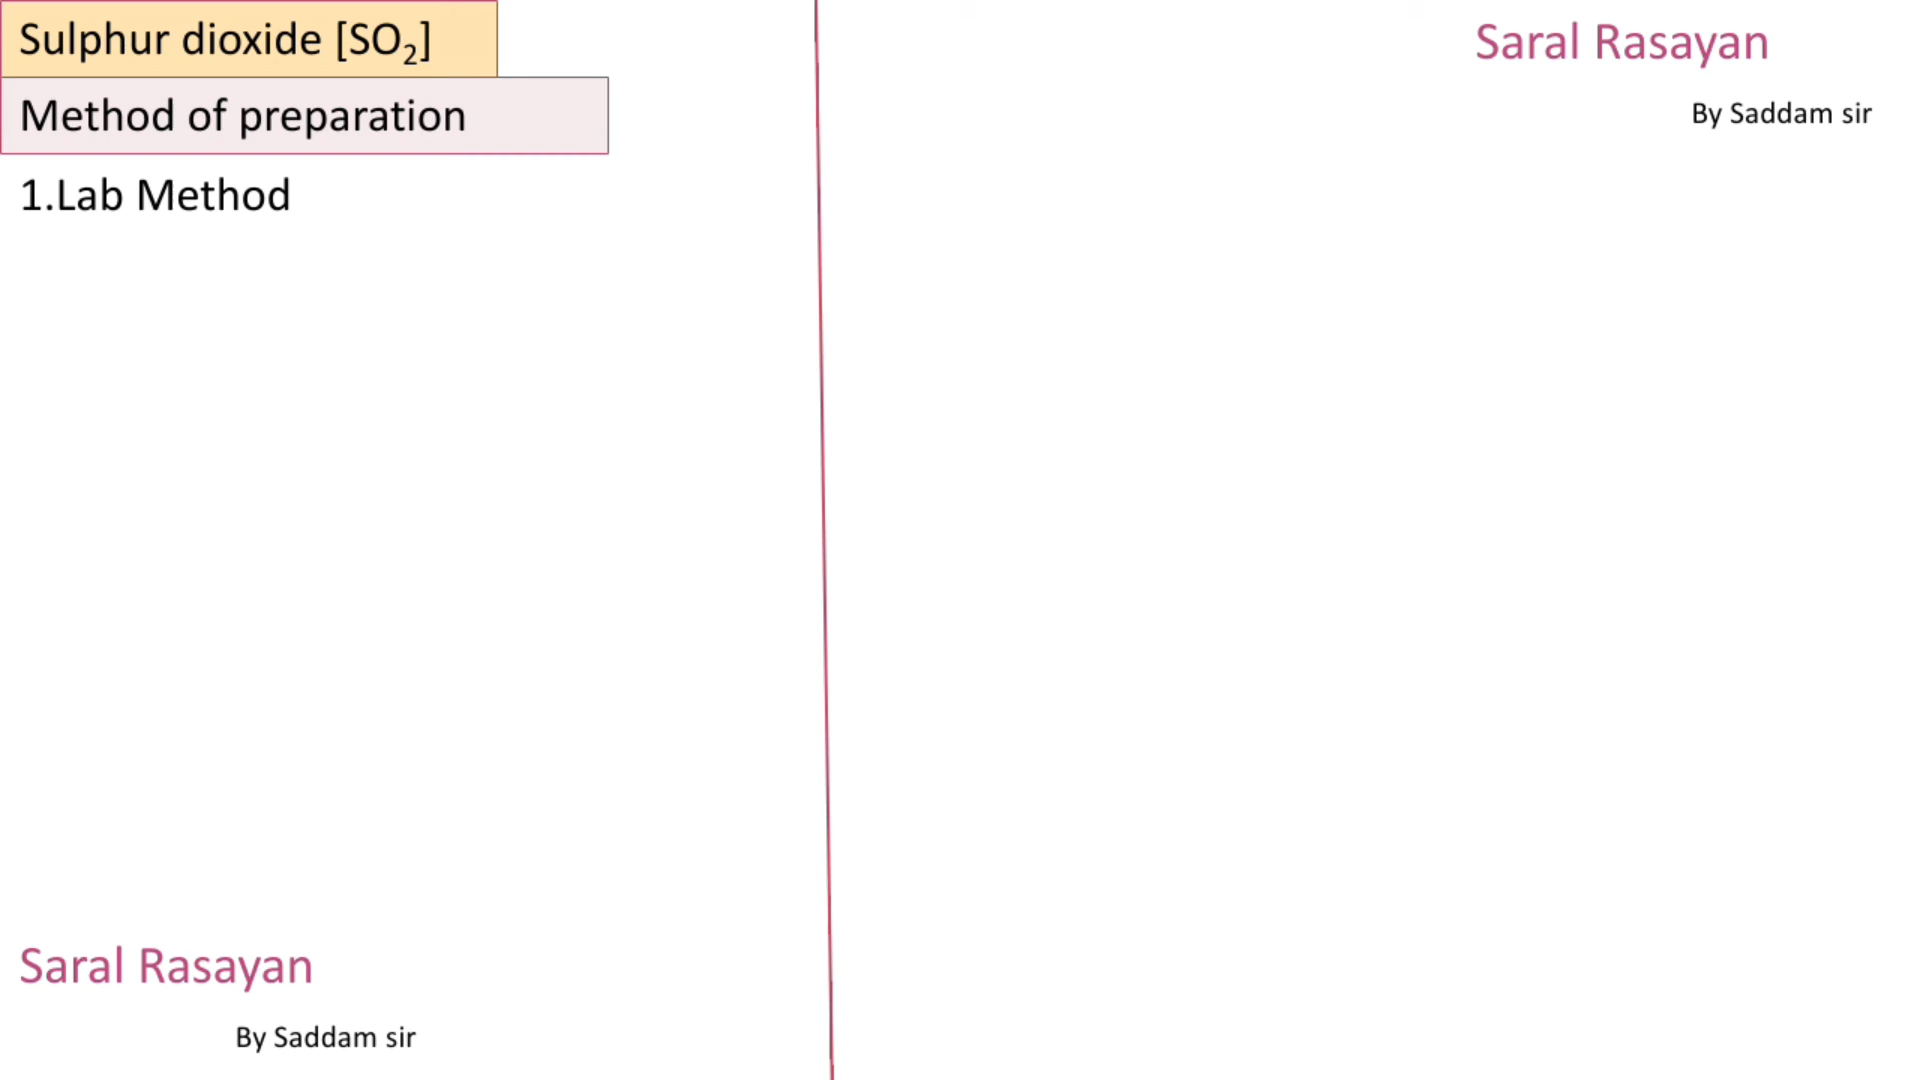 Sulphur dioxide [SO₂]
Method of preparation
1.Lab Method
Saral Rasayan
By Saddam sir
Saral Rasayan
By Saddam sir